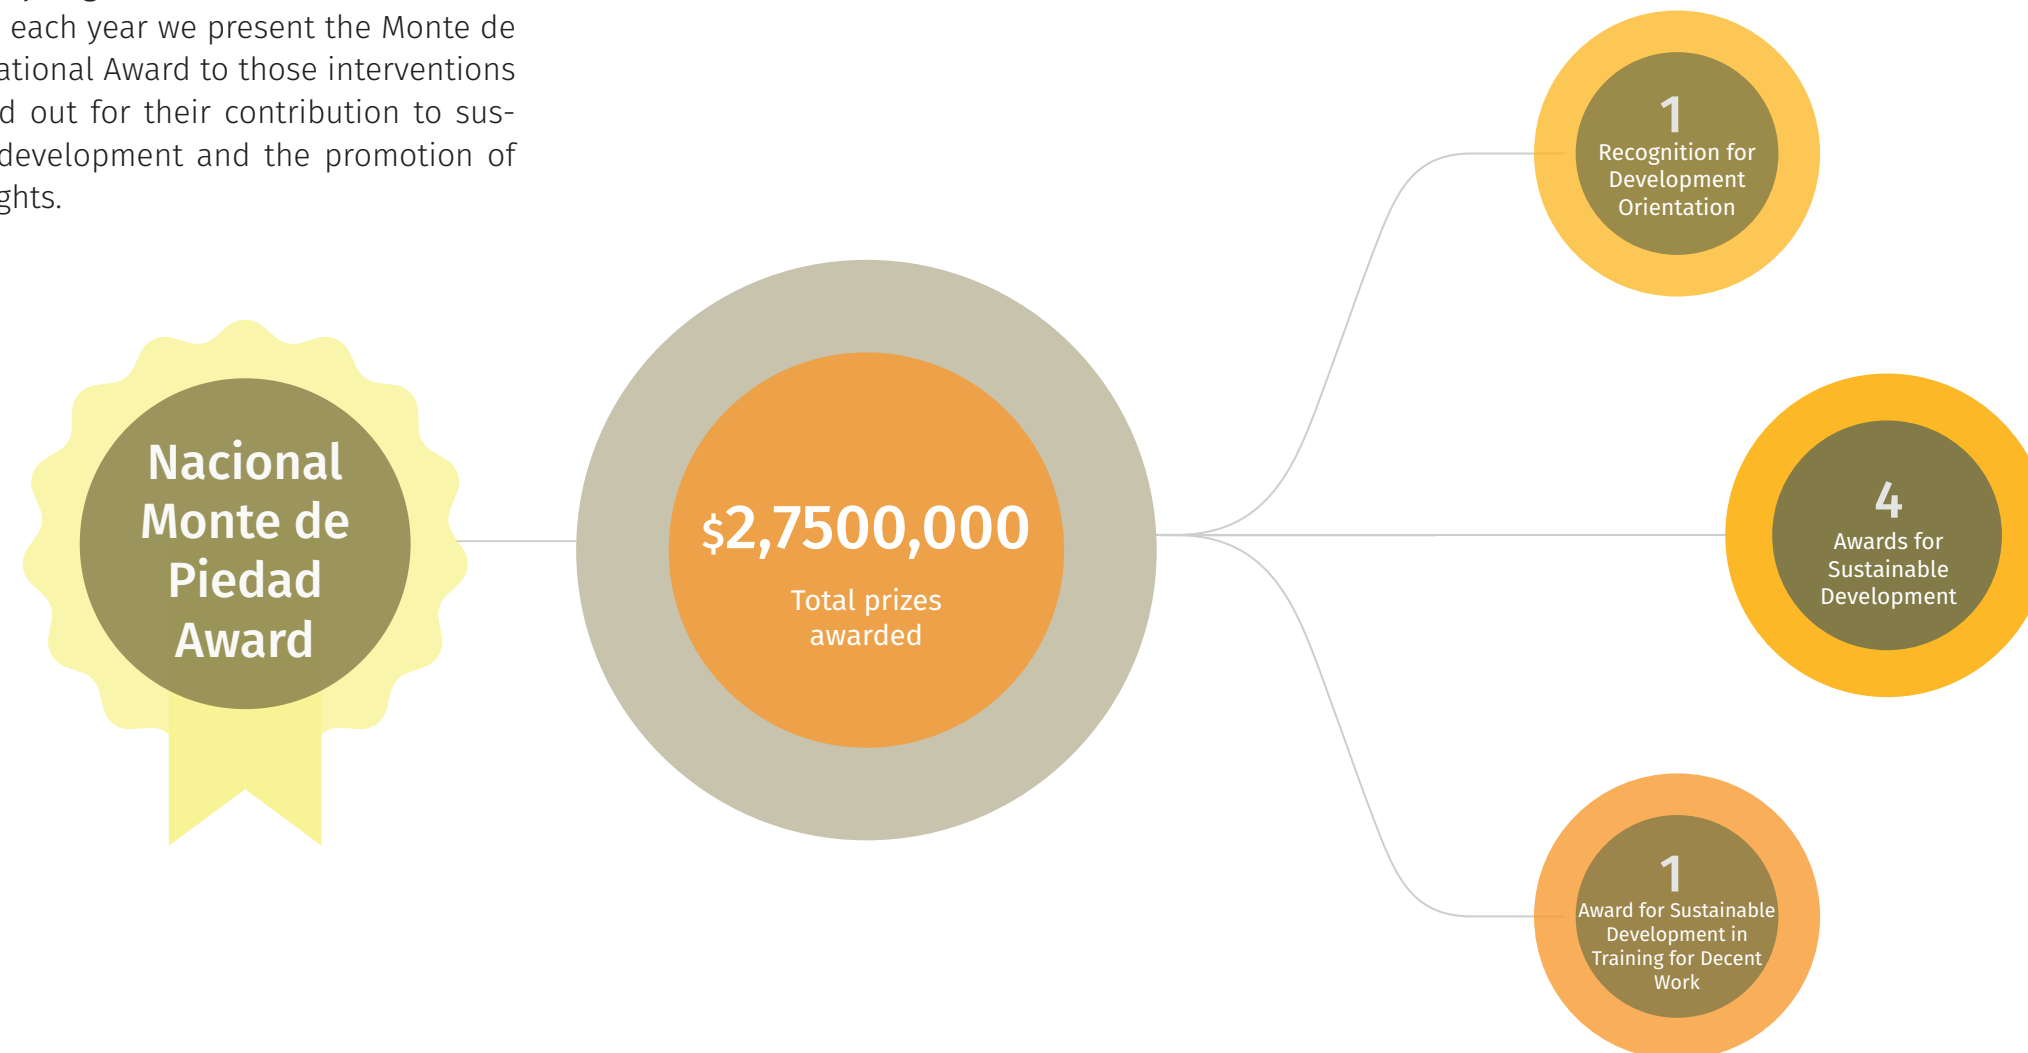 each year we present the Monte de
ational Award to those interventions
d out for their contribution to sus-
development and the promotion of
ghts.
Nacional
Monte de
Piedad
Award
$2,7500,000
Total prizes
awarded
1
Recognition for
Development
Orientation
4
Awards for
Sustainable
Development
1
Award for Sustainable
Development in
Training for Decent
Work